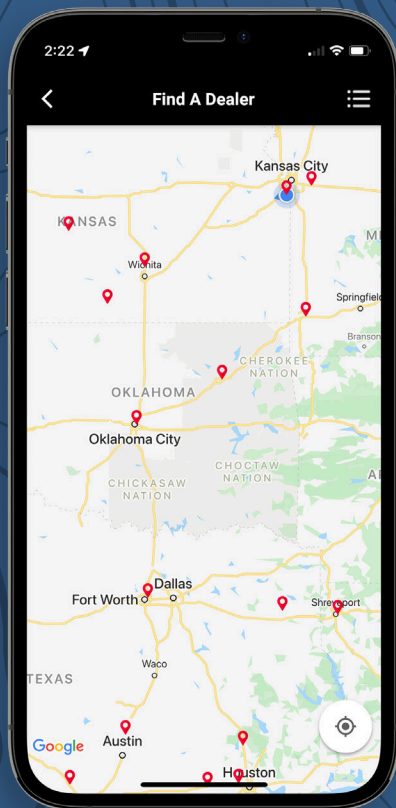 2:22
Find A Dealer
Kansas City
KANSAS
Wichita
Springfield
Branson
CHEROKEE
NATION
OKLAHOMA
Oklahoma City
CHICKASAW
NATION
CHOCTAW
NATION
Dallas
Fort Worth
Shreveport
Waco
TEXAS
Austin
Google
Houston